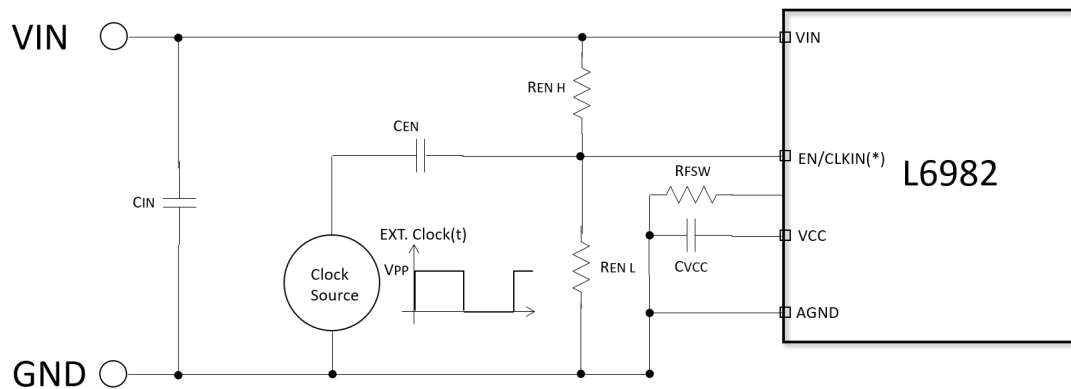 VIN
VIN
REN H
CEN
EN/CLKIN(*)
RFSW
L6982
CIN
EXT. Clock(t)
VCC
VPP
REN L
CVCC
Clock
Source
AGND
GND